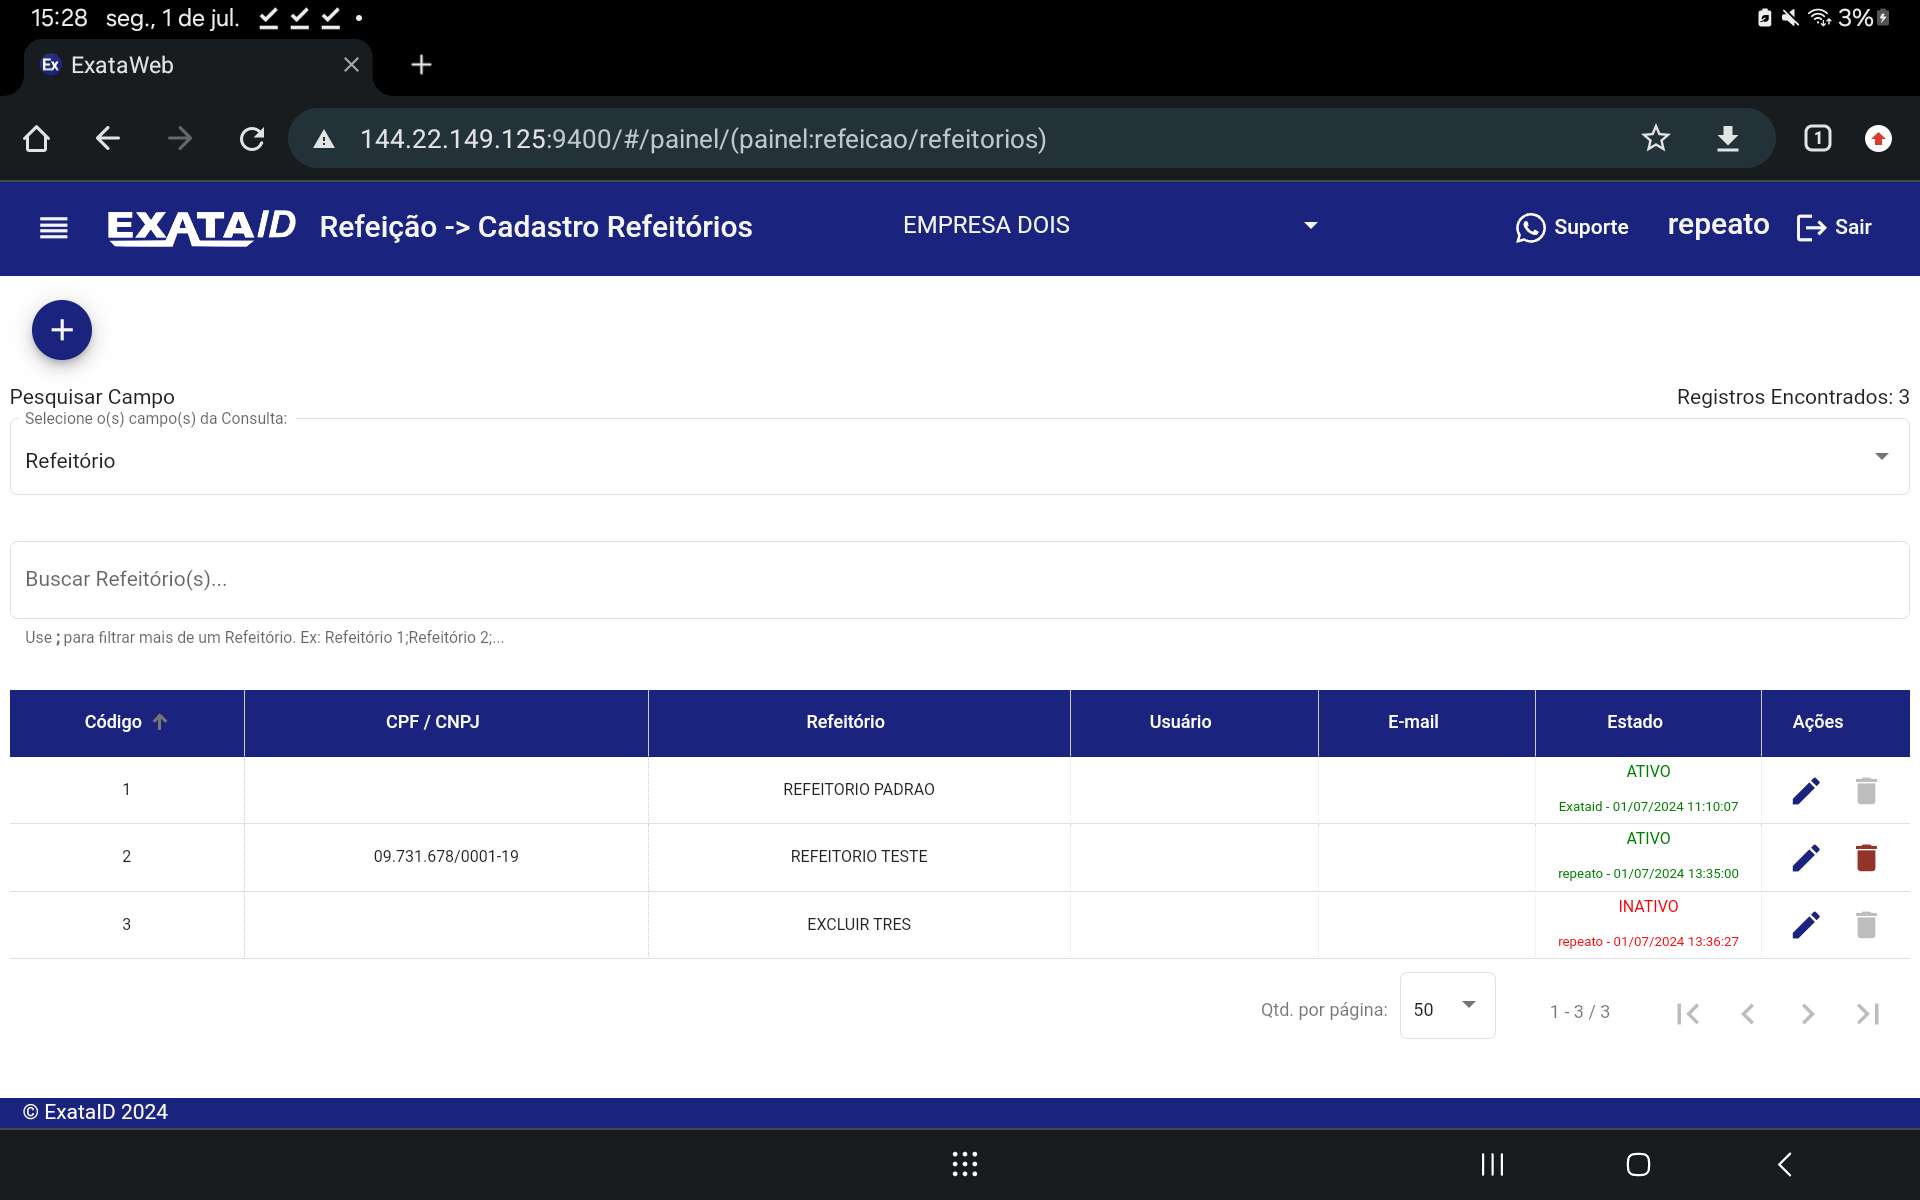 15:28 seg., 1 de jul. 3%
Ex ExataWeb
144.22.149.125:9400/#/painel/(painel:refeicao/refeitorios) 1
EXATAID Refeição -> Cadastro Refeitórios EMPRESA DOIS Suporte repeato Sair
Pesquisar Campo Registros Encontrados: 3
Selecione o(s) campo(s) da Consulta:
Refeitório
Buscar Refeitório(s)...
Use ; para filtrar mais de um Refeitório. Ex: Refeitório 1;Refeitório 2;...
Código CPF / CNPJ Refeitório Usuário E-mail Estado Ações
1 REFEITORIO PADRAO ATIVO
Exataid - 01/07/2024 11:10:07
2 09.731.678/0001-19 REFEITORIO TESTE ATIVO
repeato - 01/07/2024 13:35:00
3 EXCLUIR TRES INATIVO
repeato - 01/07/2024 13:36:27
Qtd. por página: 50 1 - 3 / 3
© ExataID 2024